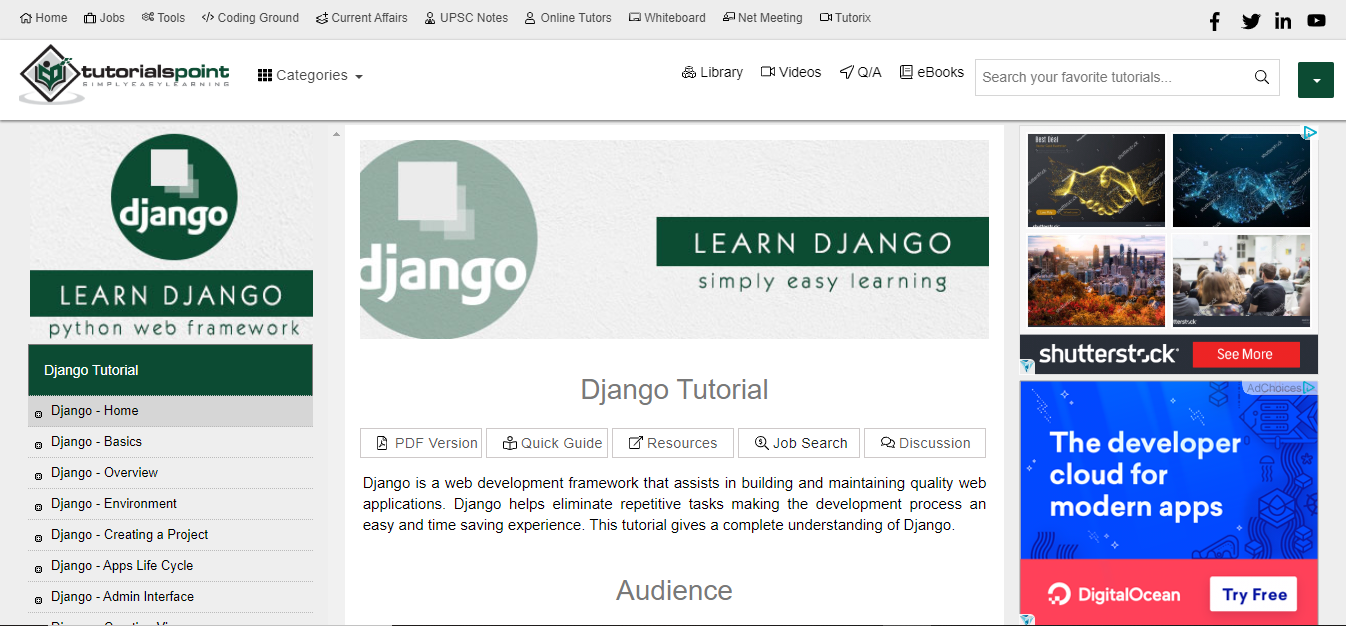 Home Jobs Tools Coding Ground Current Affairs UPSC Notes Online Tutors Whiteboard Net Meeting Tutorix
tutorialspoint
SIMPLYEASYLEARNING
Categories
Library Videos Q/A eBooks
Search your favorite tutorials...
django
LEARN DJANGO
python web framework
Django Tutorial
Django - Home
Django - Basics
Django - Overview
Django - Environment
Django - Creating a Project
Django - Apps Life Cycle
Django - Admin Interface
django
LEARN DJANGO
simply easy learning
Django Tutorial
PDF Version Quick Guide Resources Job Search Discussion
Django is a web development framework that assists in building and maintaining quality web
applications. Django helps eliminate repetitive tasks making the development process an
easy and time saving experience. This tutorial gives a complete understanding of Django.
Audience
Best Deal
shutterstock
See More
AdChoices
The developer
cloud for
modern apps
DigitalOcean
Try Free